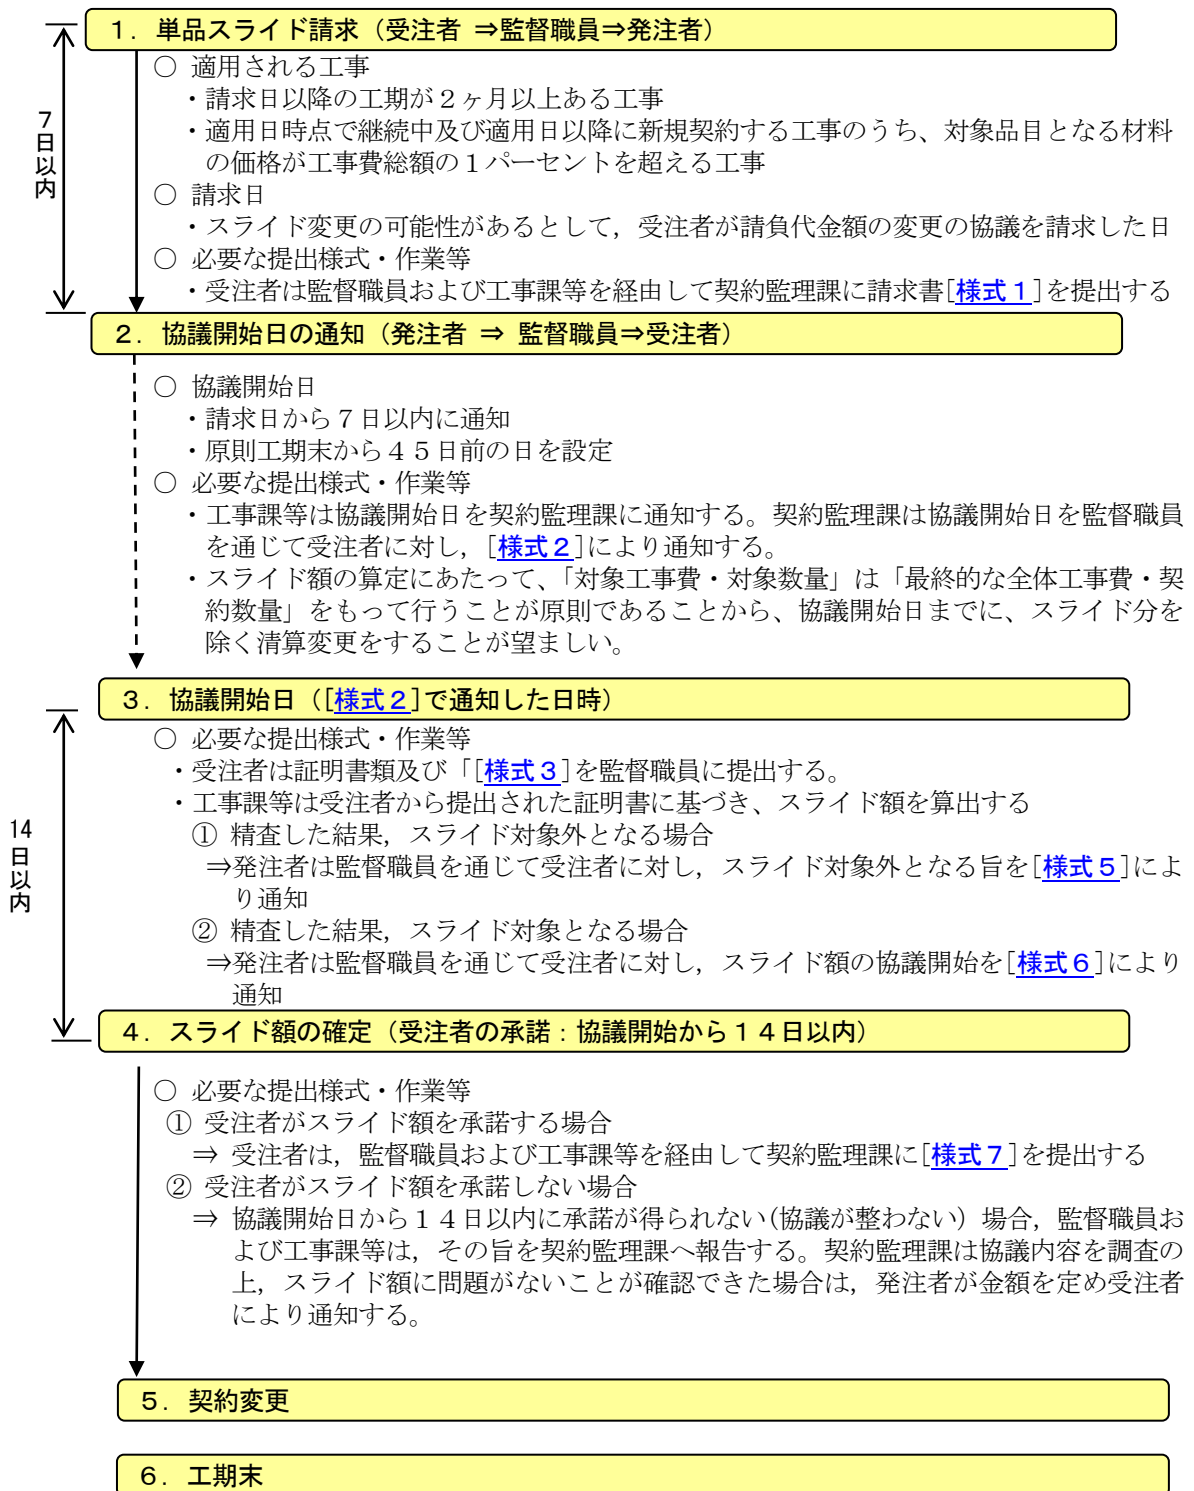 １．単品スライド請求（受注者 ⇒監督職員⇒発注者）
7日以内
○ 適用される工事
・請求日以降の工期が２ヶ月以上ある工事
・適用日時点で継続中及び適用日以降に新規契約する工事のうち、対象品目となる材料
の価格が工事費総額の１パーセントを超える工事
○ 請求日
・スライド変更の可能性があるとして，受注者が請負代金額の変更の協議を請求した日
○ 必要な提出様式・作業等
・受注者は監督職員および工事課等を経由して契約監理課に請求書[様式１]を提出する
２．協議開始日の通知（発注者 ⇒ 監督職員⇒受注者）
○ 協議開始日
・請求日から７日以内に通知
・原則工期末から４５日前の日を設定
○ 必要な提出様式・作業等
・工事課等は協議開始日を契約監理課に通知する。契約監理課は協議開始日を監督職員
を通じて受注者に対し，[様式２]により通知する。
・スライド額の算定にあたって、「対象工事費・対象数量」は「最終的な全体工事費・契
約数量」をもって行うことが原則であることから、協議開始日までに、スライド分を
除く清算変更をすることが望ましい。
３．協議開始日（[様式２]で通知した日時）
14日以内
○ 必要な提出様式・作業等
・受注者は証明書類及び「[様式３]を監督職員に提出する。
・工事課等は受注者から提出された証明書に基づき、スライド額を算出する
① 精査した結果，スライド対象外となる場合
⇒発注者は監督職員を通じて受注者に対し，スライド対象外となる旨を[様式５]によ
り通知
② 精査した結果，スライド対象となる場合
⇒発注者は監督職員を通じて受注者に対し，スライド額の協議開始を[様式６]により
通知
４．スライド額の確定（受注者の承諾：協議開始から１４日以内）
○ 必要な提出様式・作業等
① 受注者がスライド額を承諾する場合
⇒ 受注者は，監督職員および工事課等を経由して契約監理課に[様式７]を提出する
② 受注者がスライド額を承諾しない場合
⇒ 協議開始日から１４日以内に承諾が得られない(協議が整わない) 場合，監督職員お
よび工事課等は，その旨を契約監理課へ報告する。契約監理課は協議内容を調査の
上，スライド額に問題がないことが確認できた場合は，発注者が金額を定め受注者
により通知する。
５．契約変更
６．工期末